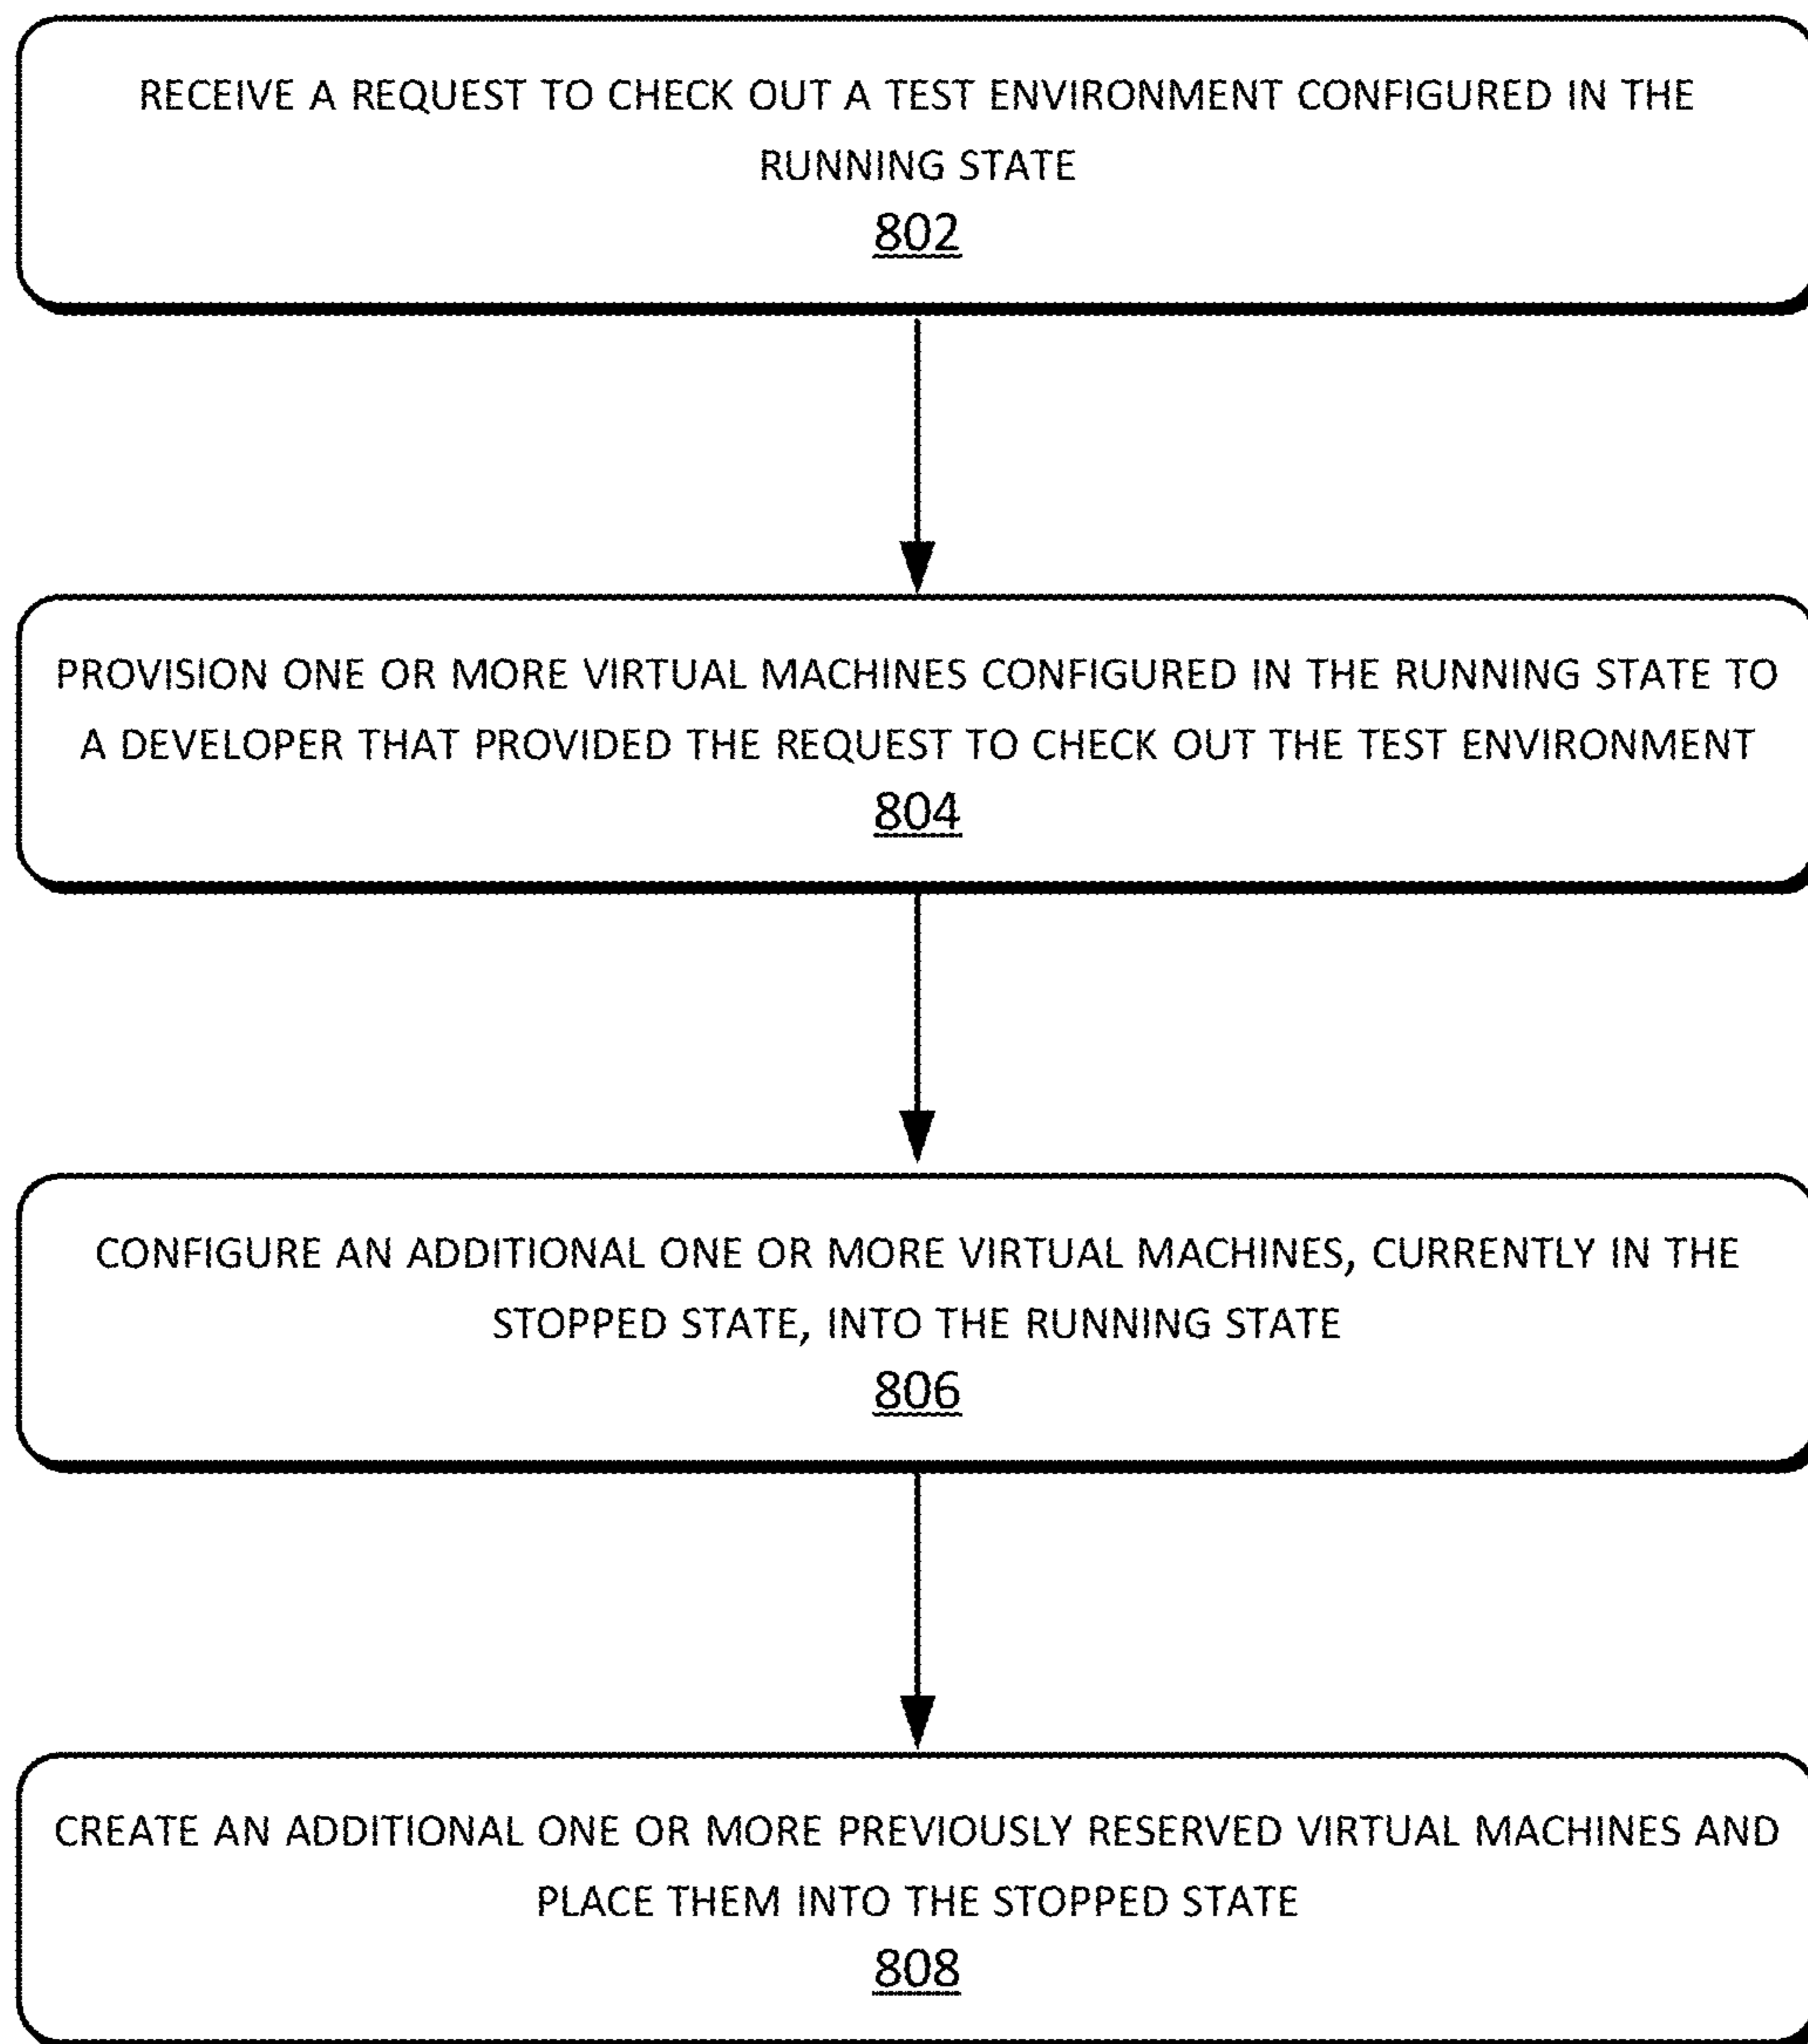 RECEIVE A REQUEST TO CHECK OUT A TEST ENVIRONMENT CONFIGURED IN THE
RUNNING STATE
802
PROVISION ONE OR MORE VIRTUAL MACHINES CONFIGURED IN THE RUNNING STATE TO
A DEVELOPER THAT PROVIDED THE REQUEST TO CHECK OUT THE TEST ENVIRONMENT
804
CONFIGURE AN ADDITIONAL ONE OR MORE VIRTUAL MACHINES, CURRENTLY IN THE
STOPPED STATE, INTO THE RUNNING STATE
806
CREATE AN ADDITIONAL ONE OR MORE PREVIOUSLY RESERVED VIRTUAL MACHINES AND
PLACE THEM INTO THE STOPPED STATE
808